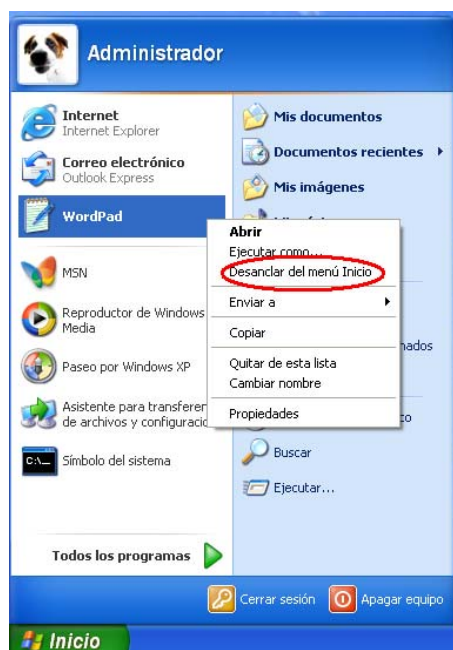 Administrador
Internet
Internet Explorer
Correo electrónico
Outlook Express
WordPad
MSN
Reproductor de Windows
Media
Paseo por Windows XP
Asistente para transferer
de archivos y configuració
C:\_
Símbolo del sistema
Todos los programas
Mis documentos
Documentos recientes
Mis imágenes
Abrir
Ejecutar como...
Desanclar del menú Inicio
Enviar a
Copiar
Quitar de esta lista
Cambiar nombre
Propiedades
Buscar
Ejecutar...
Cerrar sesión
Apagar equipo
Inicio